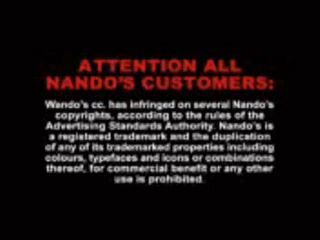 ATTENTION ALL
NANDO'S CUSTOMERS:
Wando's cc. has infringed on several Nando's
copyrights, according to the rules of the
Advertising Standards Authority. Nando's is
a registered trademark and the duplication
of any of its trademarked properties including
colours, typefaces and icons or combinations
thereof, for commercial benefit or any other
use is prohibited.